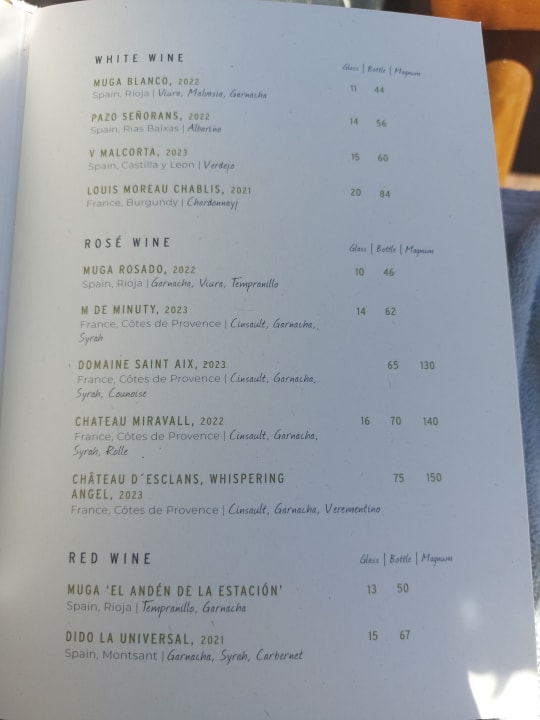 WHITE WINE
Glass | Bottle | Magnum
MUGA BLANCO, 2022 11 44
Spain, Rioja | Viura, Malvasia, Garnacha
PAZO SEÑORANS, 2022 14 56
Spain, Rias Baixas | Albariño
V MALCORTA, 2023 15 60
Spain, Castilla y Leon | Verdejo
LOUIS MOREAU CHABLIS, 2021 20 84
France, Burgundy | Chardonnay|
ROSÉ WINE
Glass | Bottle | Magnum
MUGA ROSADO, 2022 10 46
Spain, Rioja | Garnacha, Viura, Tempranillo
M DE MINUTY, 2023 14 62
France, Côtes de Provence | Cinsault, Garnacha,
Syrah
DOMAINE SAINT AIX, 2023 65 130
France, Côtes de Provence | Cinsault, Garnacha,
Syrah, Counoise
CHATEAU MIRAVALL, 2022 16 70 140
France, Côtes de Provence | Cinsault, Garnacha,
Syrah, Rolle
CHÂTEAU D´ESCLANS, WHISPERING 75 150
ANGEL, 2023
France, Côtes de Provence | Cinsault, Garnacha, Verementino
RED WINE
Glass | Bottle | Magnum
MUGA 'EL ANDÉN DE LA ESTACIÓN' 13 50
Spain, Rioja | Tempranillo, Garnacha
DIDO LA UNIVERSAL, 2021 15 67
Spain, Montsant | Garnacha, Syrah, Carbernet